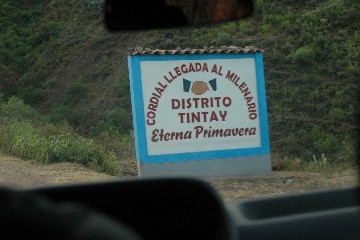 CORDIAL LLEGADA AL MILENARIO
DISTRITO
TINTAY
Eterna Primavera